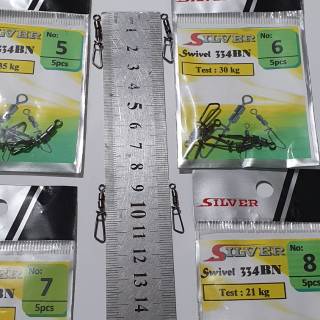 No:
5
5pcs
SILVER
334BN
35 kg
No:
6
5pcs
SILVER
Swivel 334BN
Test : 30 kg
1
2
3
4
5
6
7
8
9
10
11
12
13
14
No:
7
5pcs
SILVER
SILVER
Swivel 334BN
Test : 21 kg
No:
8
5pcs